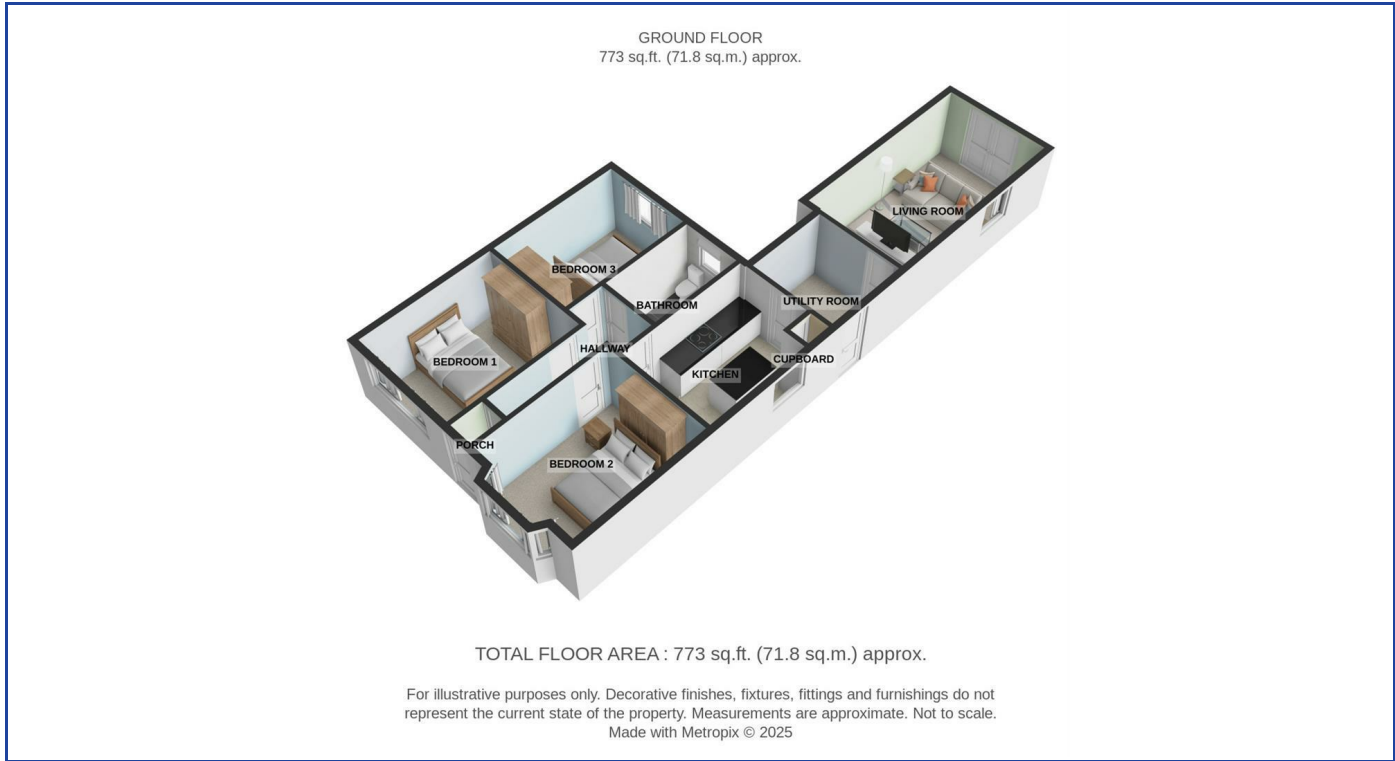 GROUND FLOOR
773 sq.ft. (71.8 sq.m.) approx.
LIVING ROOM
BEDROOM 3
BATHROOM
UTILITY ROOM
HALLWAY
BEDROOM 1
CUPBOARD
KITCHEN
PORCH
BEDROOM 2
TOTAL FLOOR AREA : 773 sq.ft. (71.8 sq.m.) approx.
For illustrative purposes only. Decorative finishes, fixtures, fittings and furnishings do not
represent the current state of the property. Measurements are approximate. Not to scale.
Made with Metropix © 2025